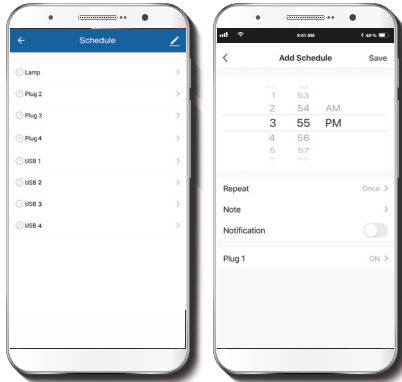 Schedule
Lamp
Plug 2
Plug 3
Plug 4
USB 1
USB 2
USB 3
USB 4
9:41 AM 60%
Add Schedule Save
1 53
2 54 AM
3 55 PM
4 56
5 57
Repeat Once
Note
Notification
Plug 1 ON